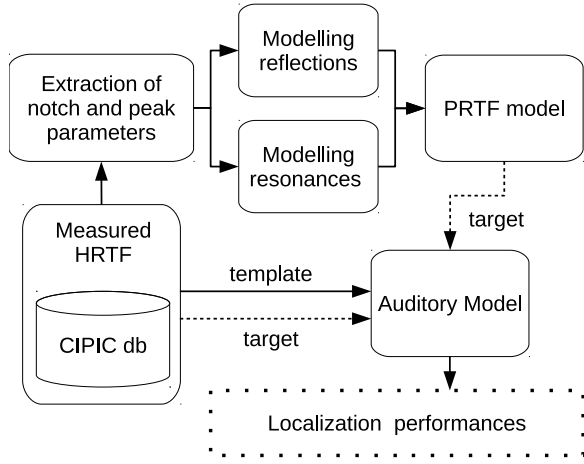 Modelling
reflections
Extraction of
notch and peak
parameters
PRTF model
Modelling
resonances
target
Measured
HRTF
template
Auditory Model
CIPIC db
target
Localization performances